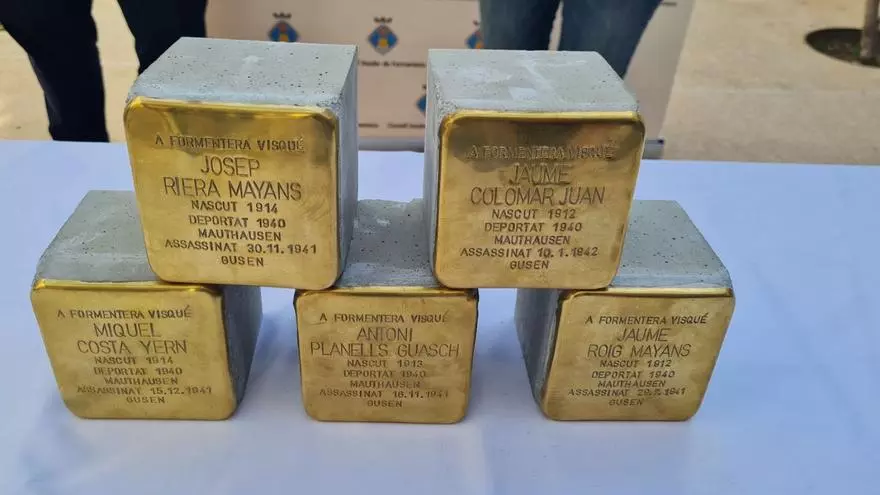 A FORMENTERA VISQUÉ
JOSEP
RIERA MAYANS
NASCUT 1914
DEPORTAT 1940
MAUTHAUSEN
ASSASSINAT 30.11.1941
GUSEN
A FORMENTERA VISQUÉ
JAUME
COLOMAR JUAN
NASCUT 1912
DEPORTAT 1940
MAUTHAUSEN
ASSASSINAT 10.1.1942
GUSEN
A FORMENTERA VISQUÉ
MIQUEL
COSTA YERN
NASCUT 1914
DEPORTAT 1940
MAUTHAUSEN
ASSASSINAT 15.12.1941
GUSEN
A FORMENTERA VISQUÉ
ANTONI
PLANELLS GUASCH
NASCUT 1913
DEPORTAT 1940
MAUTHAUSEN
ASSASSINAT 16.11.1941
GUSEN
A FORMENTERA VISQUÉ
JAUME
ROIG MAYANS
NASCUT 1912
DEPORTAT 1940
MAUTHAUSEN
ASSASSINAT
GUSEN